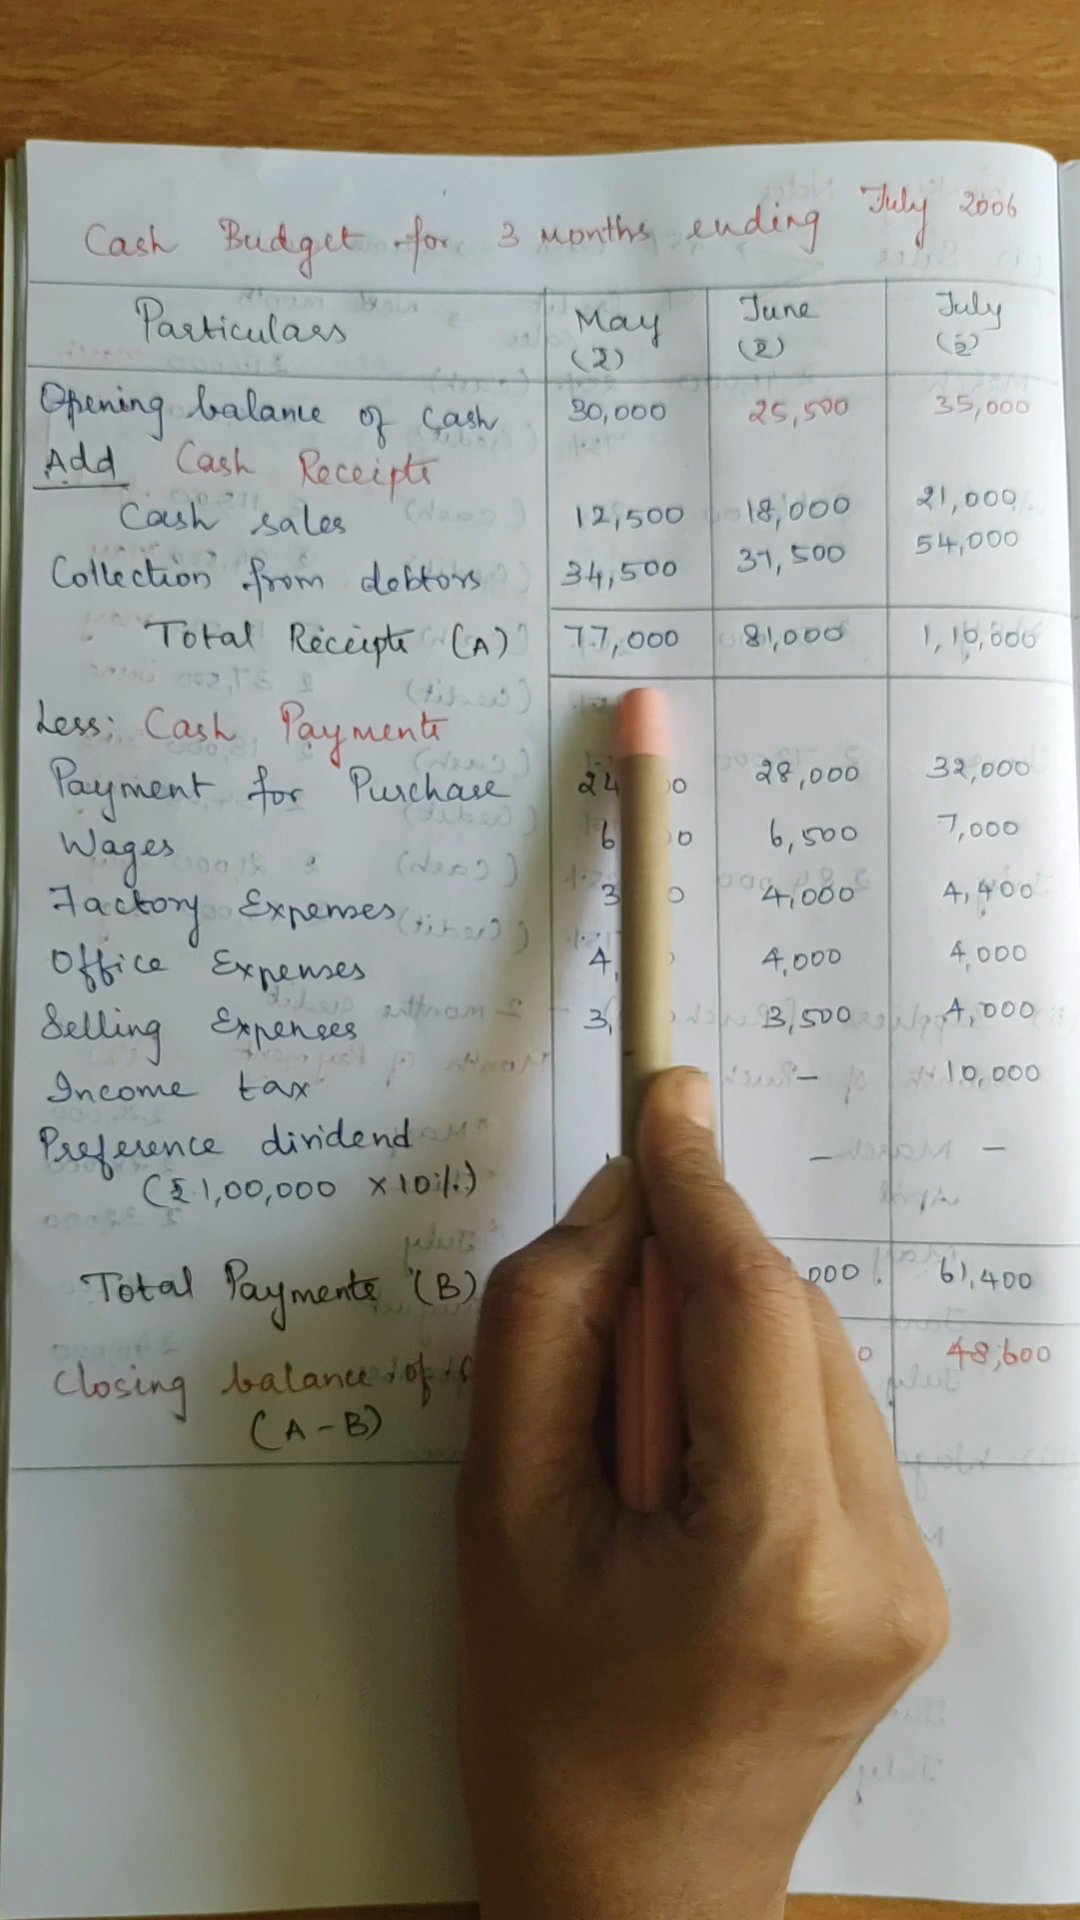 Cash Budget for 3 months ending July 2006
Particulars May June July
(₹) (₹) (₹)
Opening balance of cash 30,000 25,500 35,000
Add Cash Receipts
Cash sales 12,500 18,000 21,000
Collection from debtors 34,500 37,500 54,000
Total Receipts (A) 77,000 81,000 1,10,000
Less: Cash Payments
Payment for Purchase 28,000 32,000
Wages 6,500 7,000
Factory Expenses 4,000 4,400
Office Expenses 4,000 4,000
Selling Expenses 3,500 4,000
Income tax – 10,000
Preference dividend – –
(₹ 1,00,000 x 10%)
Total Payments (B) 61,400
Closing balance of 48,600
(A - B)